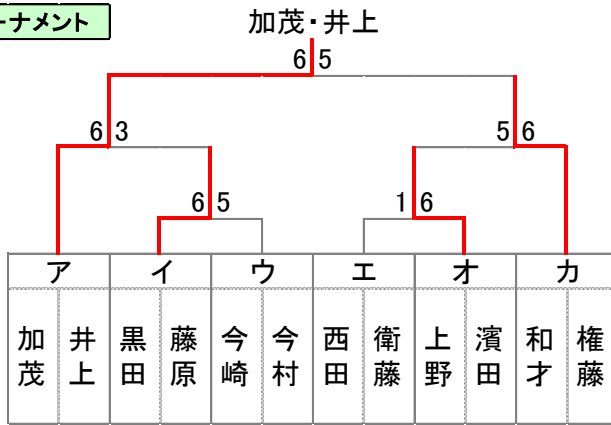 ーナメント
加茂・井上
6 5
6 3
5 6
6 5
1 6
ア イ ウ エ オ カ
加茂 井上 黒田 藤原 今崎 今村 西田 衛藤 上野 濱田 和才 権藤